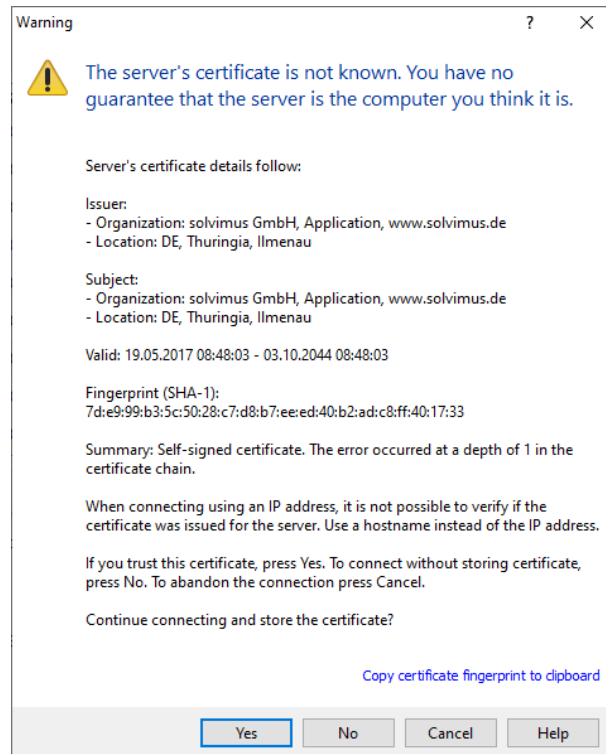 Warning
?
The server's certificate is not known. You have no
guarantee that the server is the computer you think it is.
Server's certificate details follow:
Issuer:
- Organization: solvimus GmbH, Application, www.solvimus.de
- Location: DE, Thuringia, Ilmenau
Subject:
- Organization: solvimus GmbH, Application, www.solvimus.de
- Location: DE, Thuringia, Ilmenau
Valid: 19.05.2017 08:48:03 - 03.10.2044 08:48:03
Fingerprint (SHA-1):
7d:e9:99:b3:5c:50:28:c7:d8:b7:ee:ed:40:b2:ad:c8:ff:40:17:33
Summary: Self-signed certificate. The error occurred at a depth of 1 in the
certificate chain.
When connecting using an IP address, it is not possible to verify if the
certificate was issued for the server. Use a hostname instead of the IP address.
If you trust this certificate, press Yes. To connect without storing certificate,
press No. To abandon the connection press Cancel.
Continue connecting and store the certificate?
Copy certificate fingerprint to clipboard
Yes
No
Cancel
Help